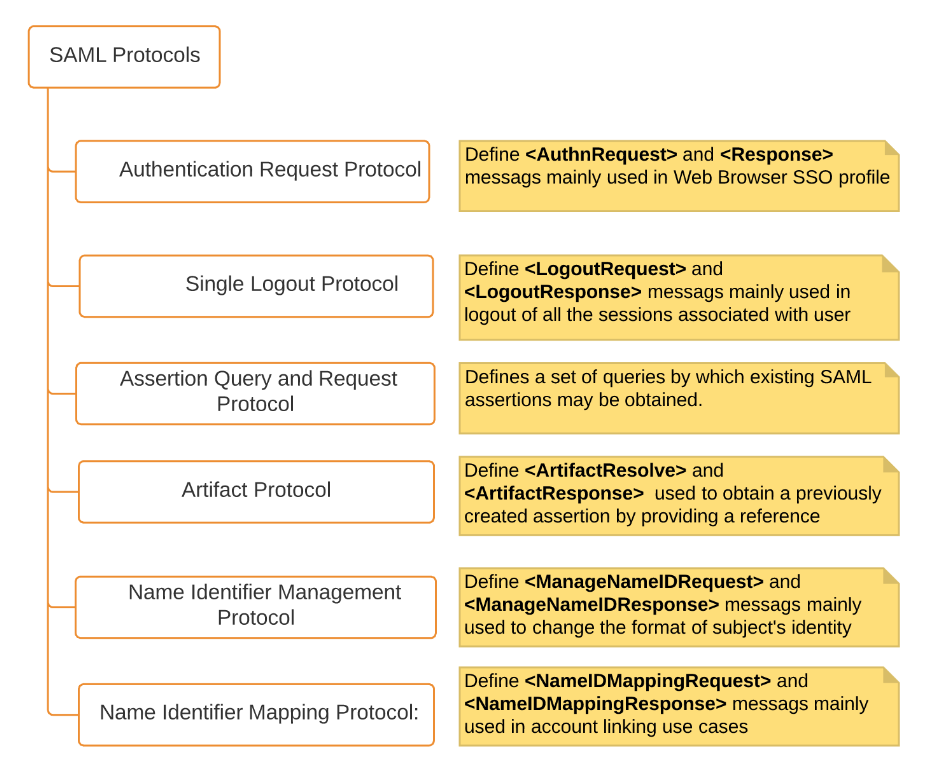 SAML Protocols
Authentication Request Protocol
Define <AuthnRequest> and <Response>
messags mainly used in Web Browser SSO profile
Single Logout Protocol
Define <LogoutRequest> and
<LogoutResponse> messags mainly used in
logout of all the sessions associated with user
Assertion Query and Request
Protocol
Defines a set of queries by which existing SAML
assertions may be obtained.
Artifact Protocol
Define <ArtifactResolve> and
<ArtifactResponse>  used to obtain a previously
created assertion by providing a reference
Name Identifier Management
Protocol
Define <ManageNameIDRequest> and
<ManageNameIDResponse> messags mainly
used to change the format of subject's identity
Name Identifier Mapping Protocol:
Define <NameIDMappingRequest> and
<NameIDMappingResponse> messags mainly
used in account linking use cases